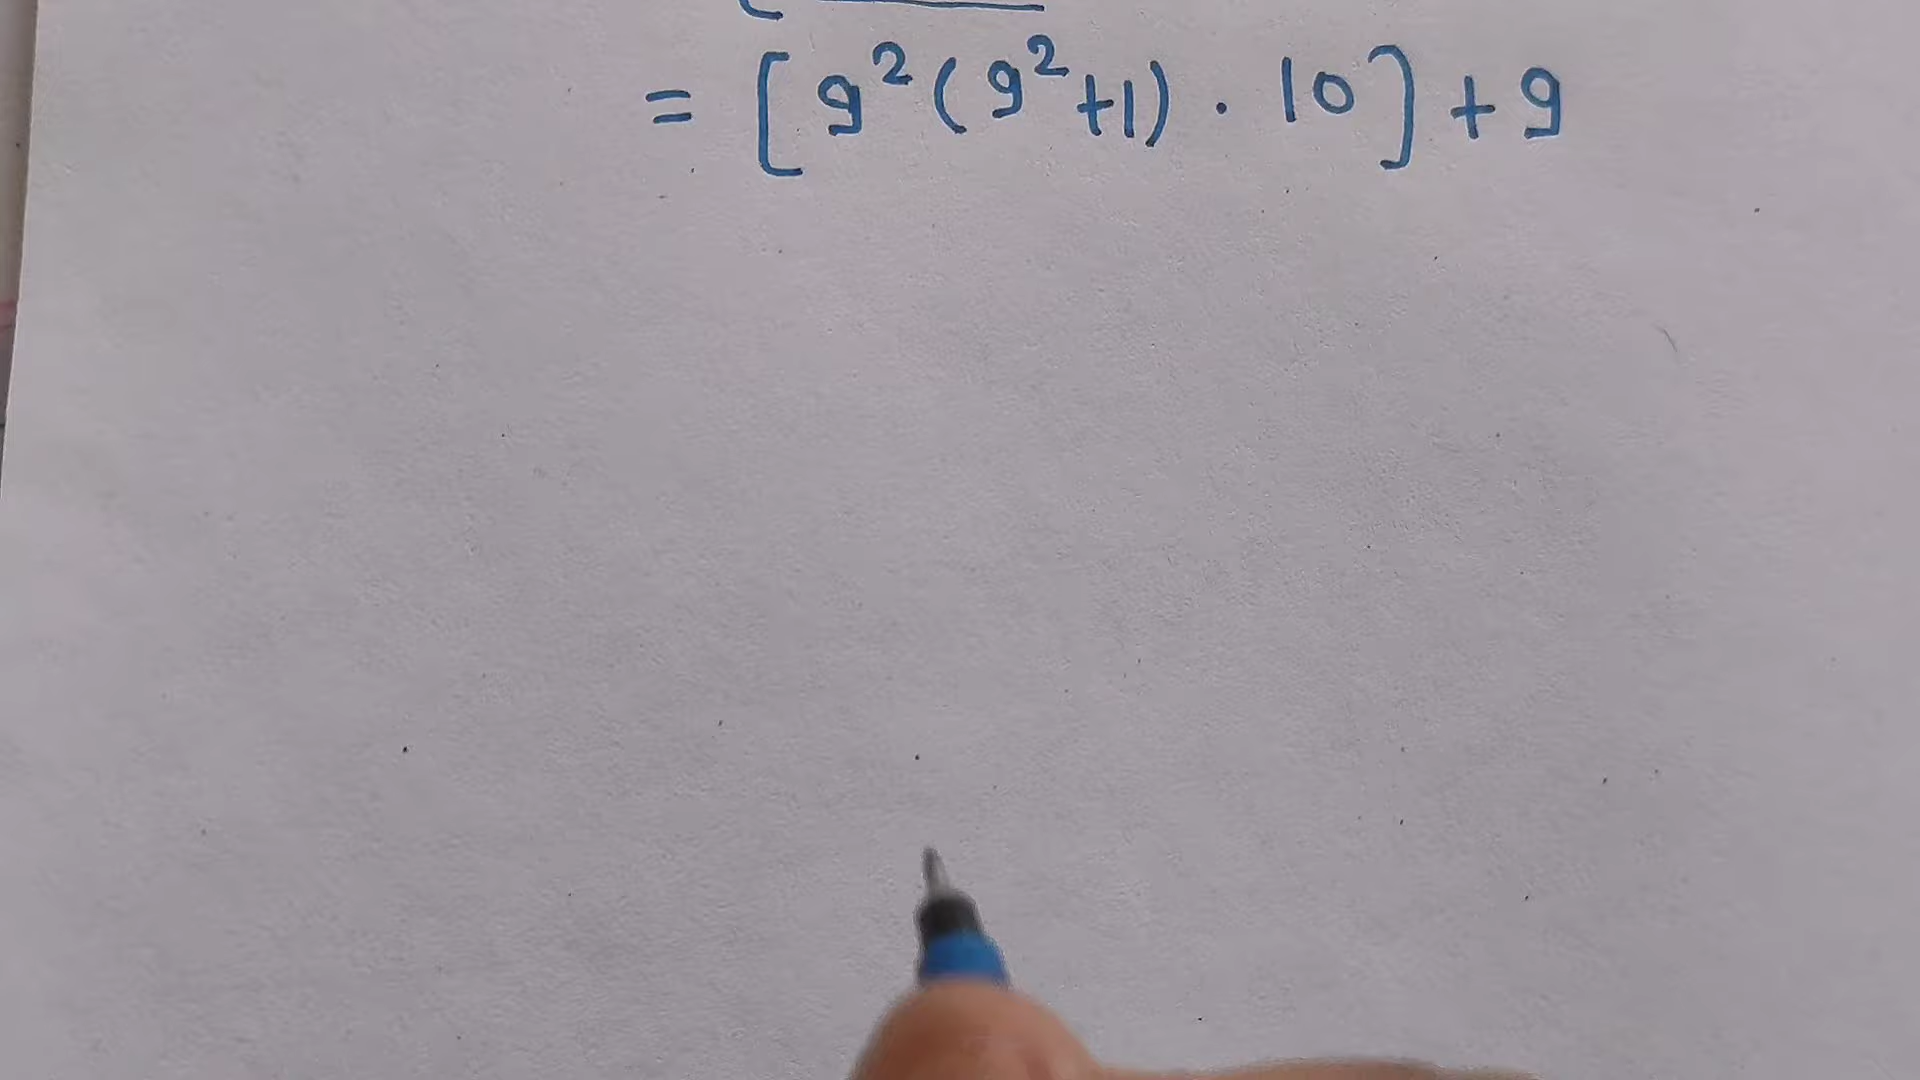 = [9²(9²+1) · 10] + 9